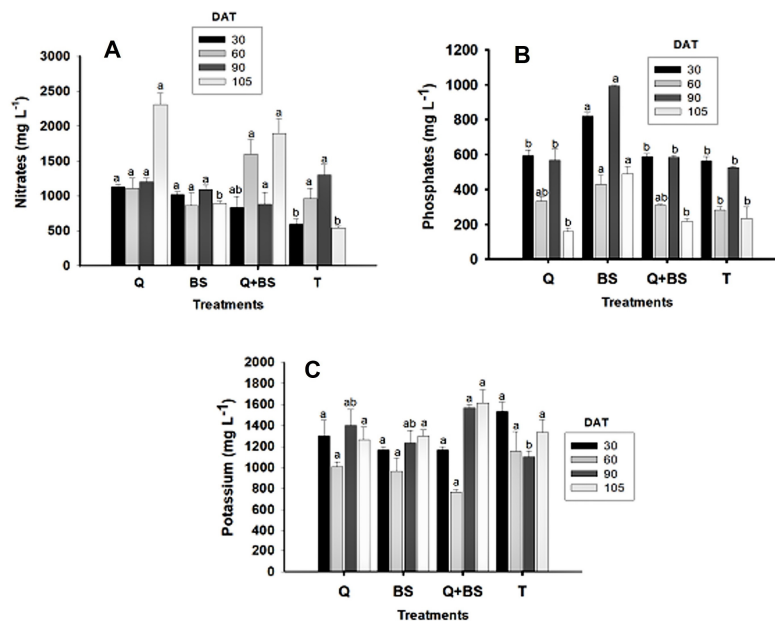 A
DAT
30
60
90
105
Nitrates (mg L-1)
3000
2500
2000
1500
1000
500
0
a a a a
a a a b
ab a a a
b a a b
Q BS Q+BS T
Treatments
B
DAT
30
60
90
105
Phosphates (mg L-1)
1200
1000
800
600
400
200
0
b ab b b
a a a a
b ab b b
b b b b
Q BS Q+BS T
Treatments
C
DAT
30
60
90
105
Potassium (mg L-1)
2000
1800
1600
1400
1200
1000
800
600
400
200
0
a a ab a
a a ab a
a a a a
a a b a
Q BS Q+BS T
Treatments